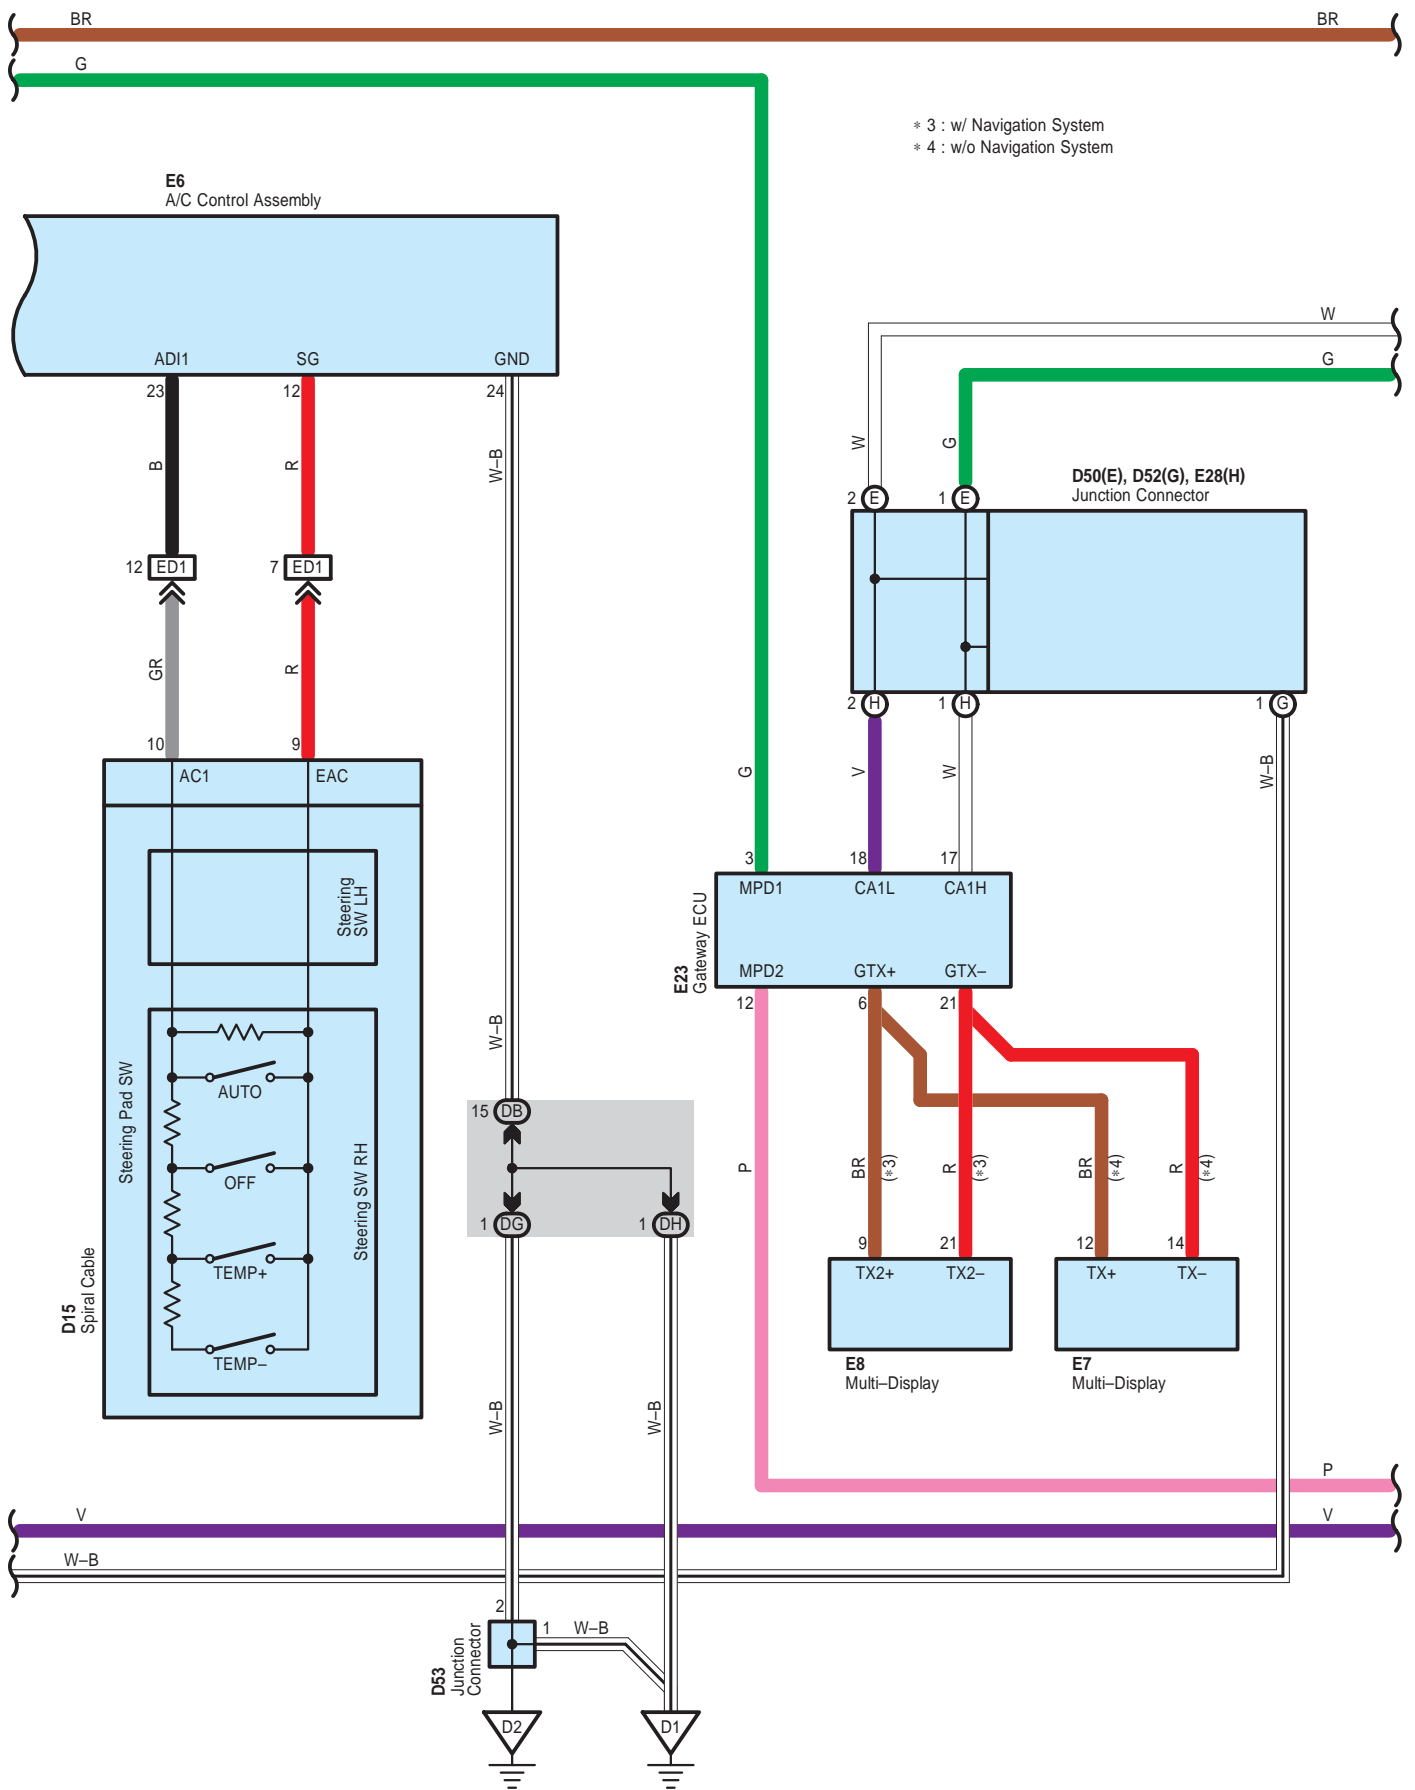 BR
BR
G
* 3 : w/ Navigation System
* 4 : w/o Navigation System
E6
A/C Control Assembly
ADI1
SG
GND
23
12
24
B
R
W–B
12
ED1
7
ED1
GR
R
10
9
AC1
EAC
Steering
SW LH
Steering Pad SW
Steering SW RH
AUTO
OFF
TEMP+
TEMP–
D15
Spiral Cable
W–B
15
DB
1
DG
1
DH
W–B
W–B
W
G
W
G
D50(E), D52(G), E28(H)
Junction Connector
2
E
1
E
2
H
1
H
1
G
G
V
W
W–B
3
18
17
MPD1
CA1L
CA1H
E23
Gateway ECU
MPD2
GTX+
GTX–
12
6
21
P
BR
(*3)
R
(*3)
BR
(*4)
R
(*4)
9
21
12
14
TX2+
TX2–
TX+
TX–
E8
Multi–Display
E7
Multi–Display
P
V
V
W–B
2
1
W–B
D53
Junction
Connector
D2
D1